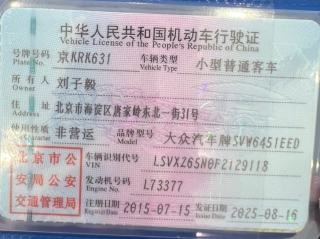 中华人民共和国机动车行驶证
Vehicle License of the People's Republic of China
号牌号码 京KRK631 车辆类型 小型普通客车
Plate No. Vehicle Type
所有人 刘子毅
Owner
住址 北京市海淀区唐家岭东北一街31号
Address
使用性质 非营运 品牌型号 大众汽车牌SVW6451EED
Use Character Model
北京市公安局公安交通管理局
车辆识别代号 LSVXZ65N0F2129118
VIN
发动机号码 L73377
Engine No.
注册日期 2015-07-15 发证日期 2025-08-16
Register Date Issue Date